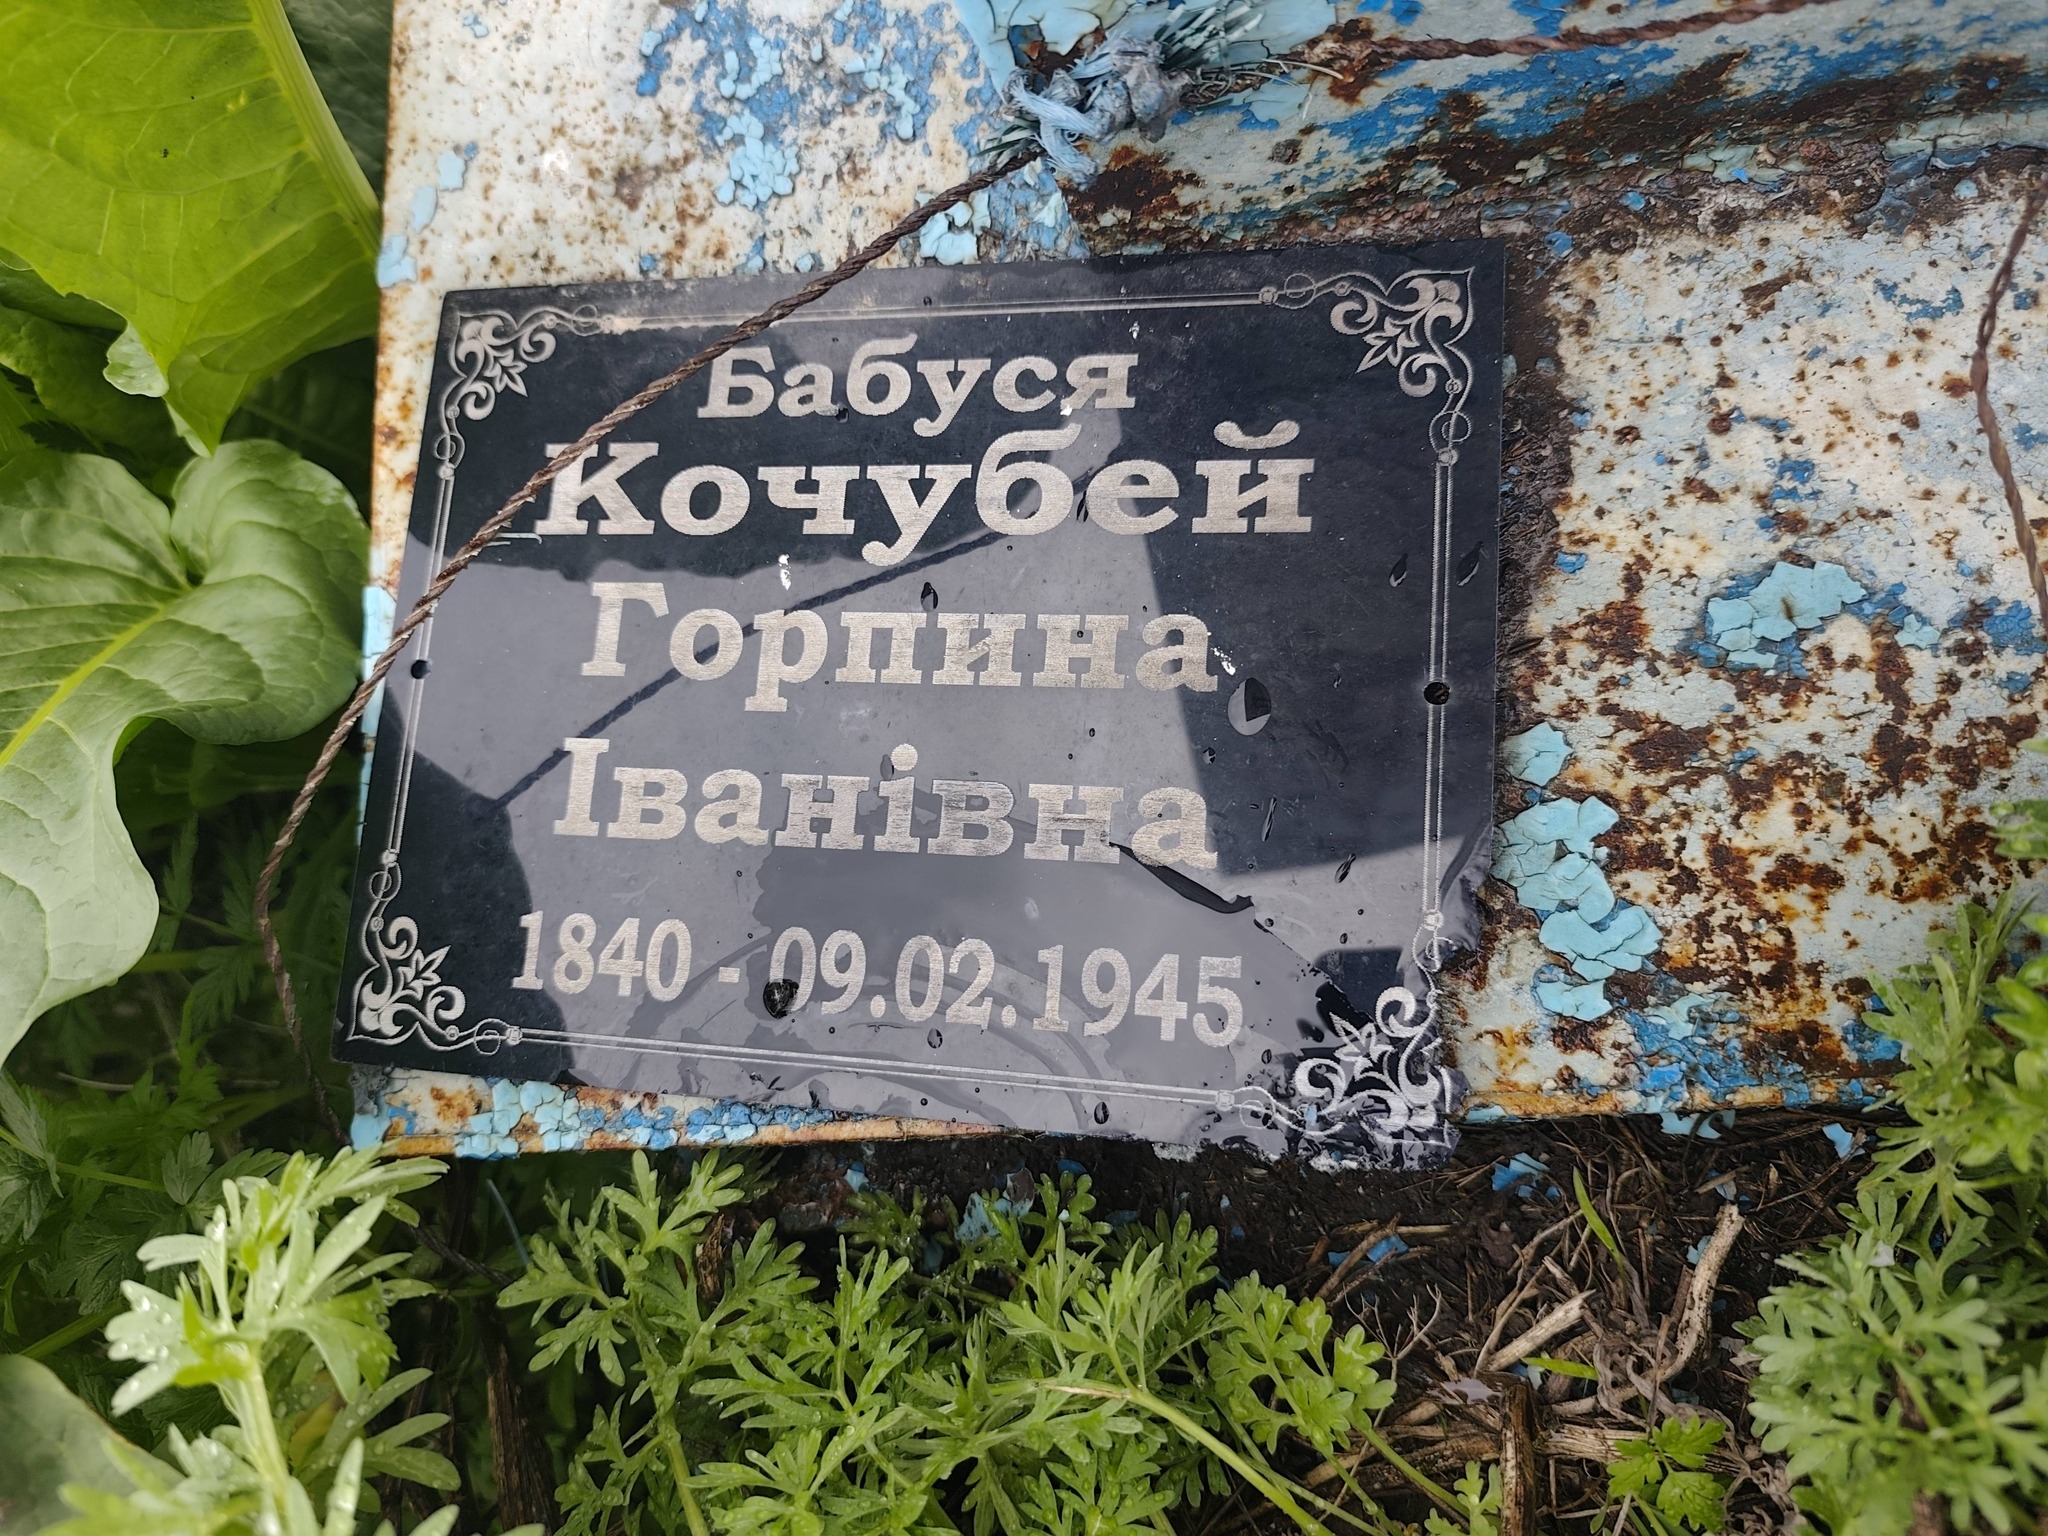 Бабуся
Кочубей
Горпина
Іванівна
1840 - 09.02.1945